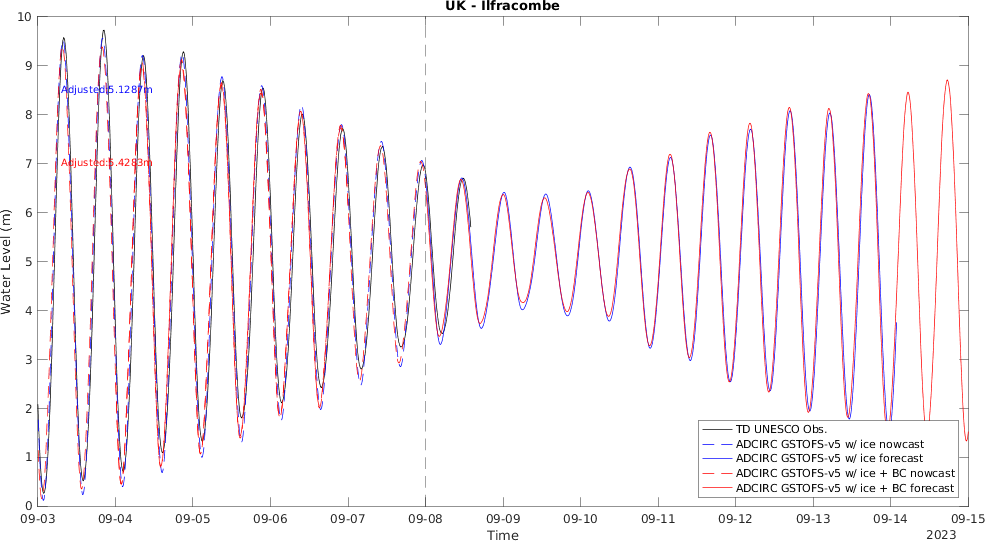 UK - Ilfracombe
10
9
8
7
6
5
4
3
2
1
0
Water Level (m)
Adjusted:5.1287m
Adjusted:5.4283m
TD UNESCO Obs.
ADCIRC GSTOFS-v5 w/ ice nowcast
ADCIRC GSTOFS-v5 w/ ice forecast
ADCIRC GSTOFS-v5 w/ ice + BC nowcast
ADCIRC GSTOFS-v5 w/ ice + BC forecast
09-03 09-04 09-05 09-06 09-07 09-08 09-09 09-10 09-11 09-12 09-13 09-14 09-15
Time
2023